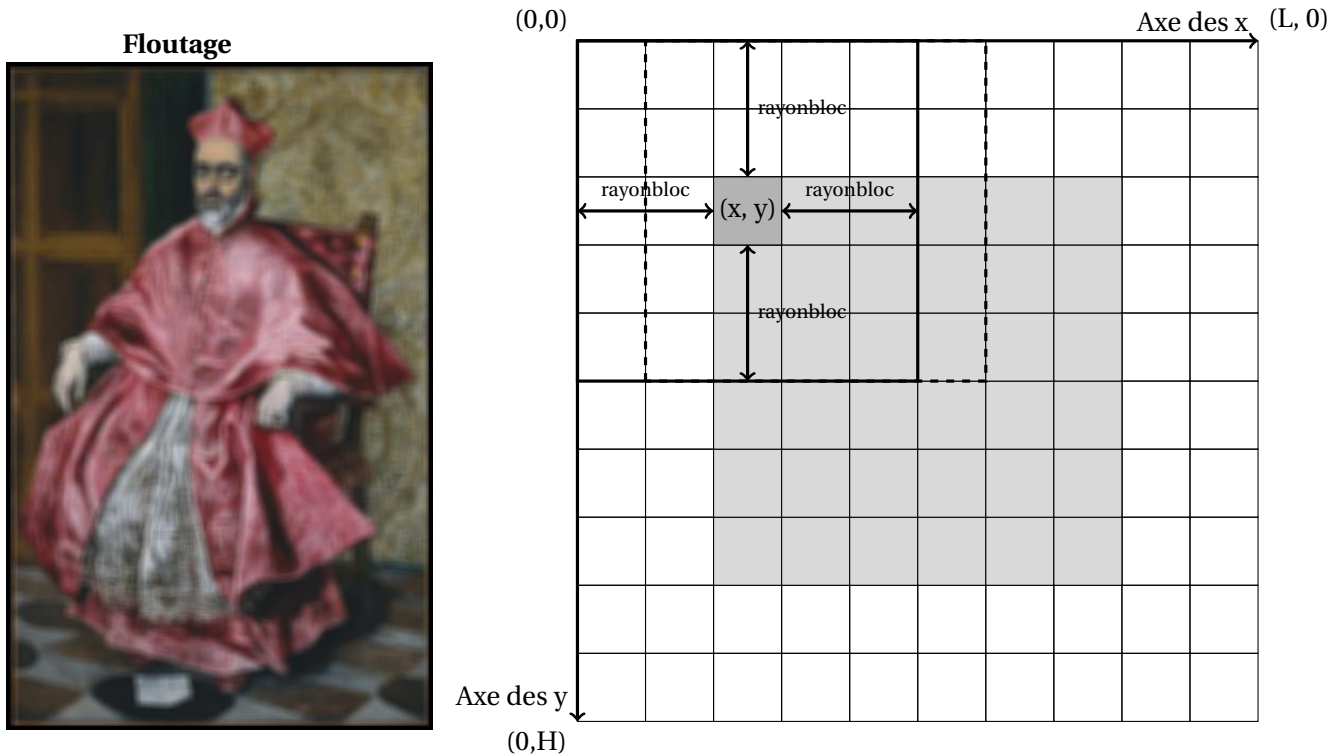 Floutage
(0,0)
Axe des x
(L, 0)
rayonbloc
rayonbloc
rayonbloc
(x, y)
rayonbloc
Axe des y
(0,H)